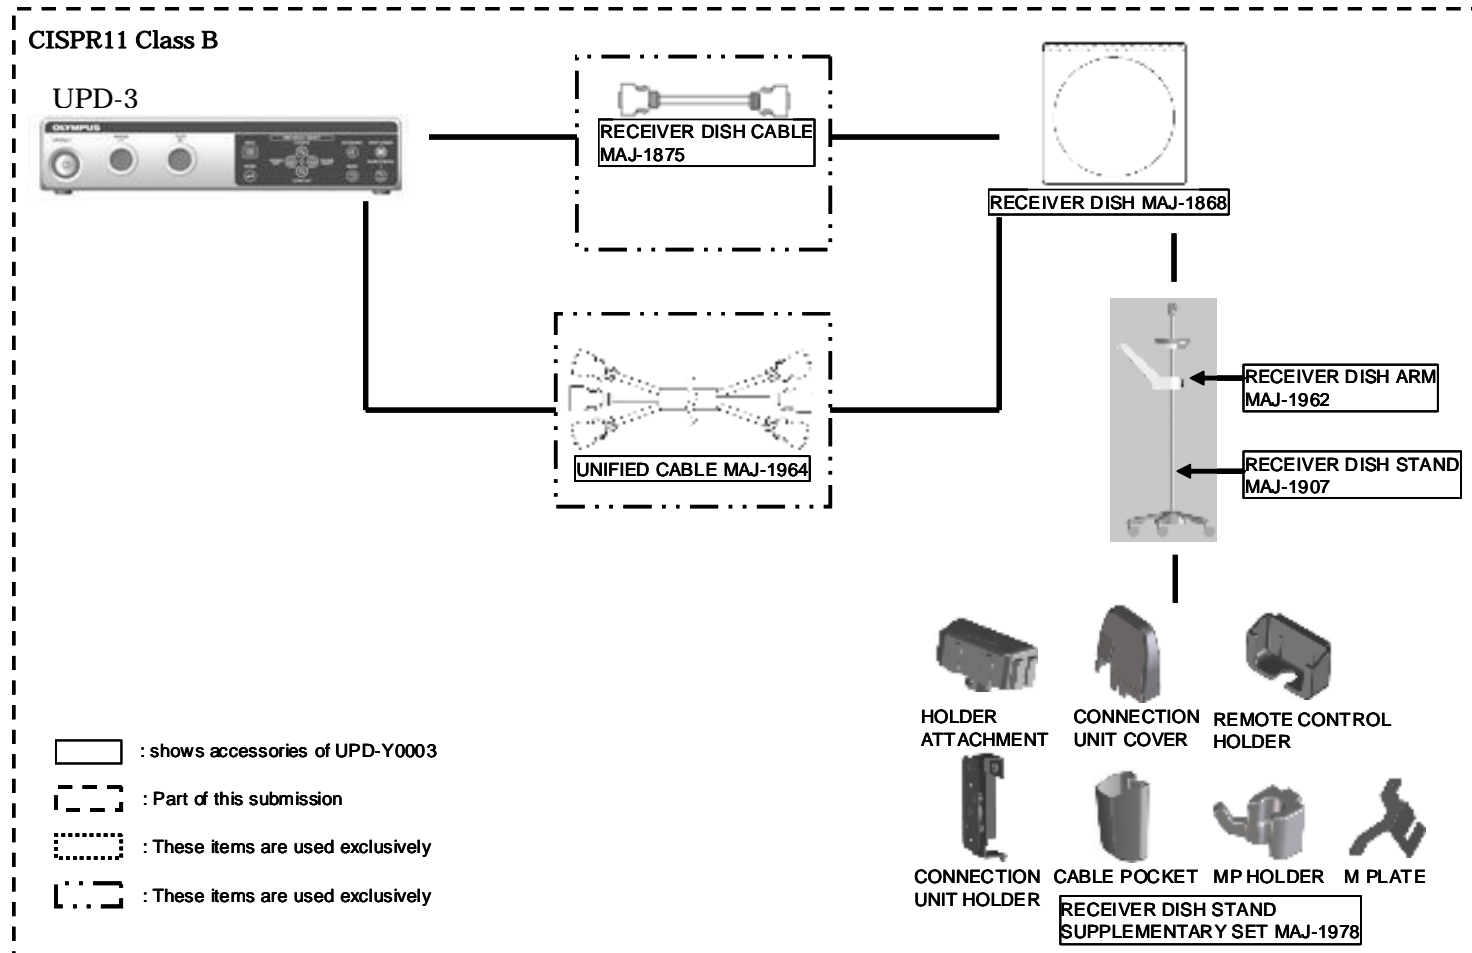 CISPR11 Class B
UPD-3
OLYMPUS
RECEIVER DISH CABLE
MAJ-1875
RECEIVER DISH MAJ-1868
UNIFIED CABLE MAJ-1964
RECEIVER DISH ARM
MAJ-1962
RECEIVER DISH STAND
MAJ-1907
HOLDER
ATTACHMENT
CONNECTION
UNIT COVER
REMOTE CONTROL
HOLDER
CONNECTION
UNIT HOLDER
CABLE POCKET
MP HOLDER
M PLATE
RECEIVER DISH STAND
SUPPLEMENTARY SET MAJ-1978
: shows accessories of UPD-Y0003
: Part of this submission
: These items are used exclusively
: These items are used exclusively